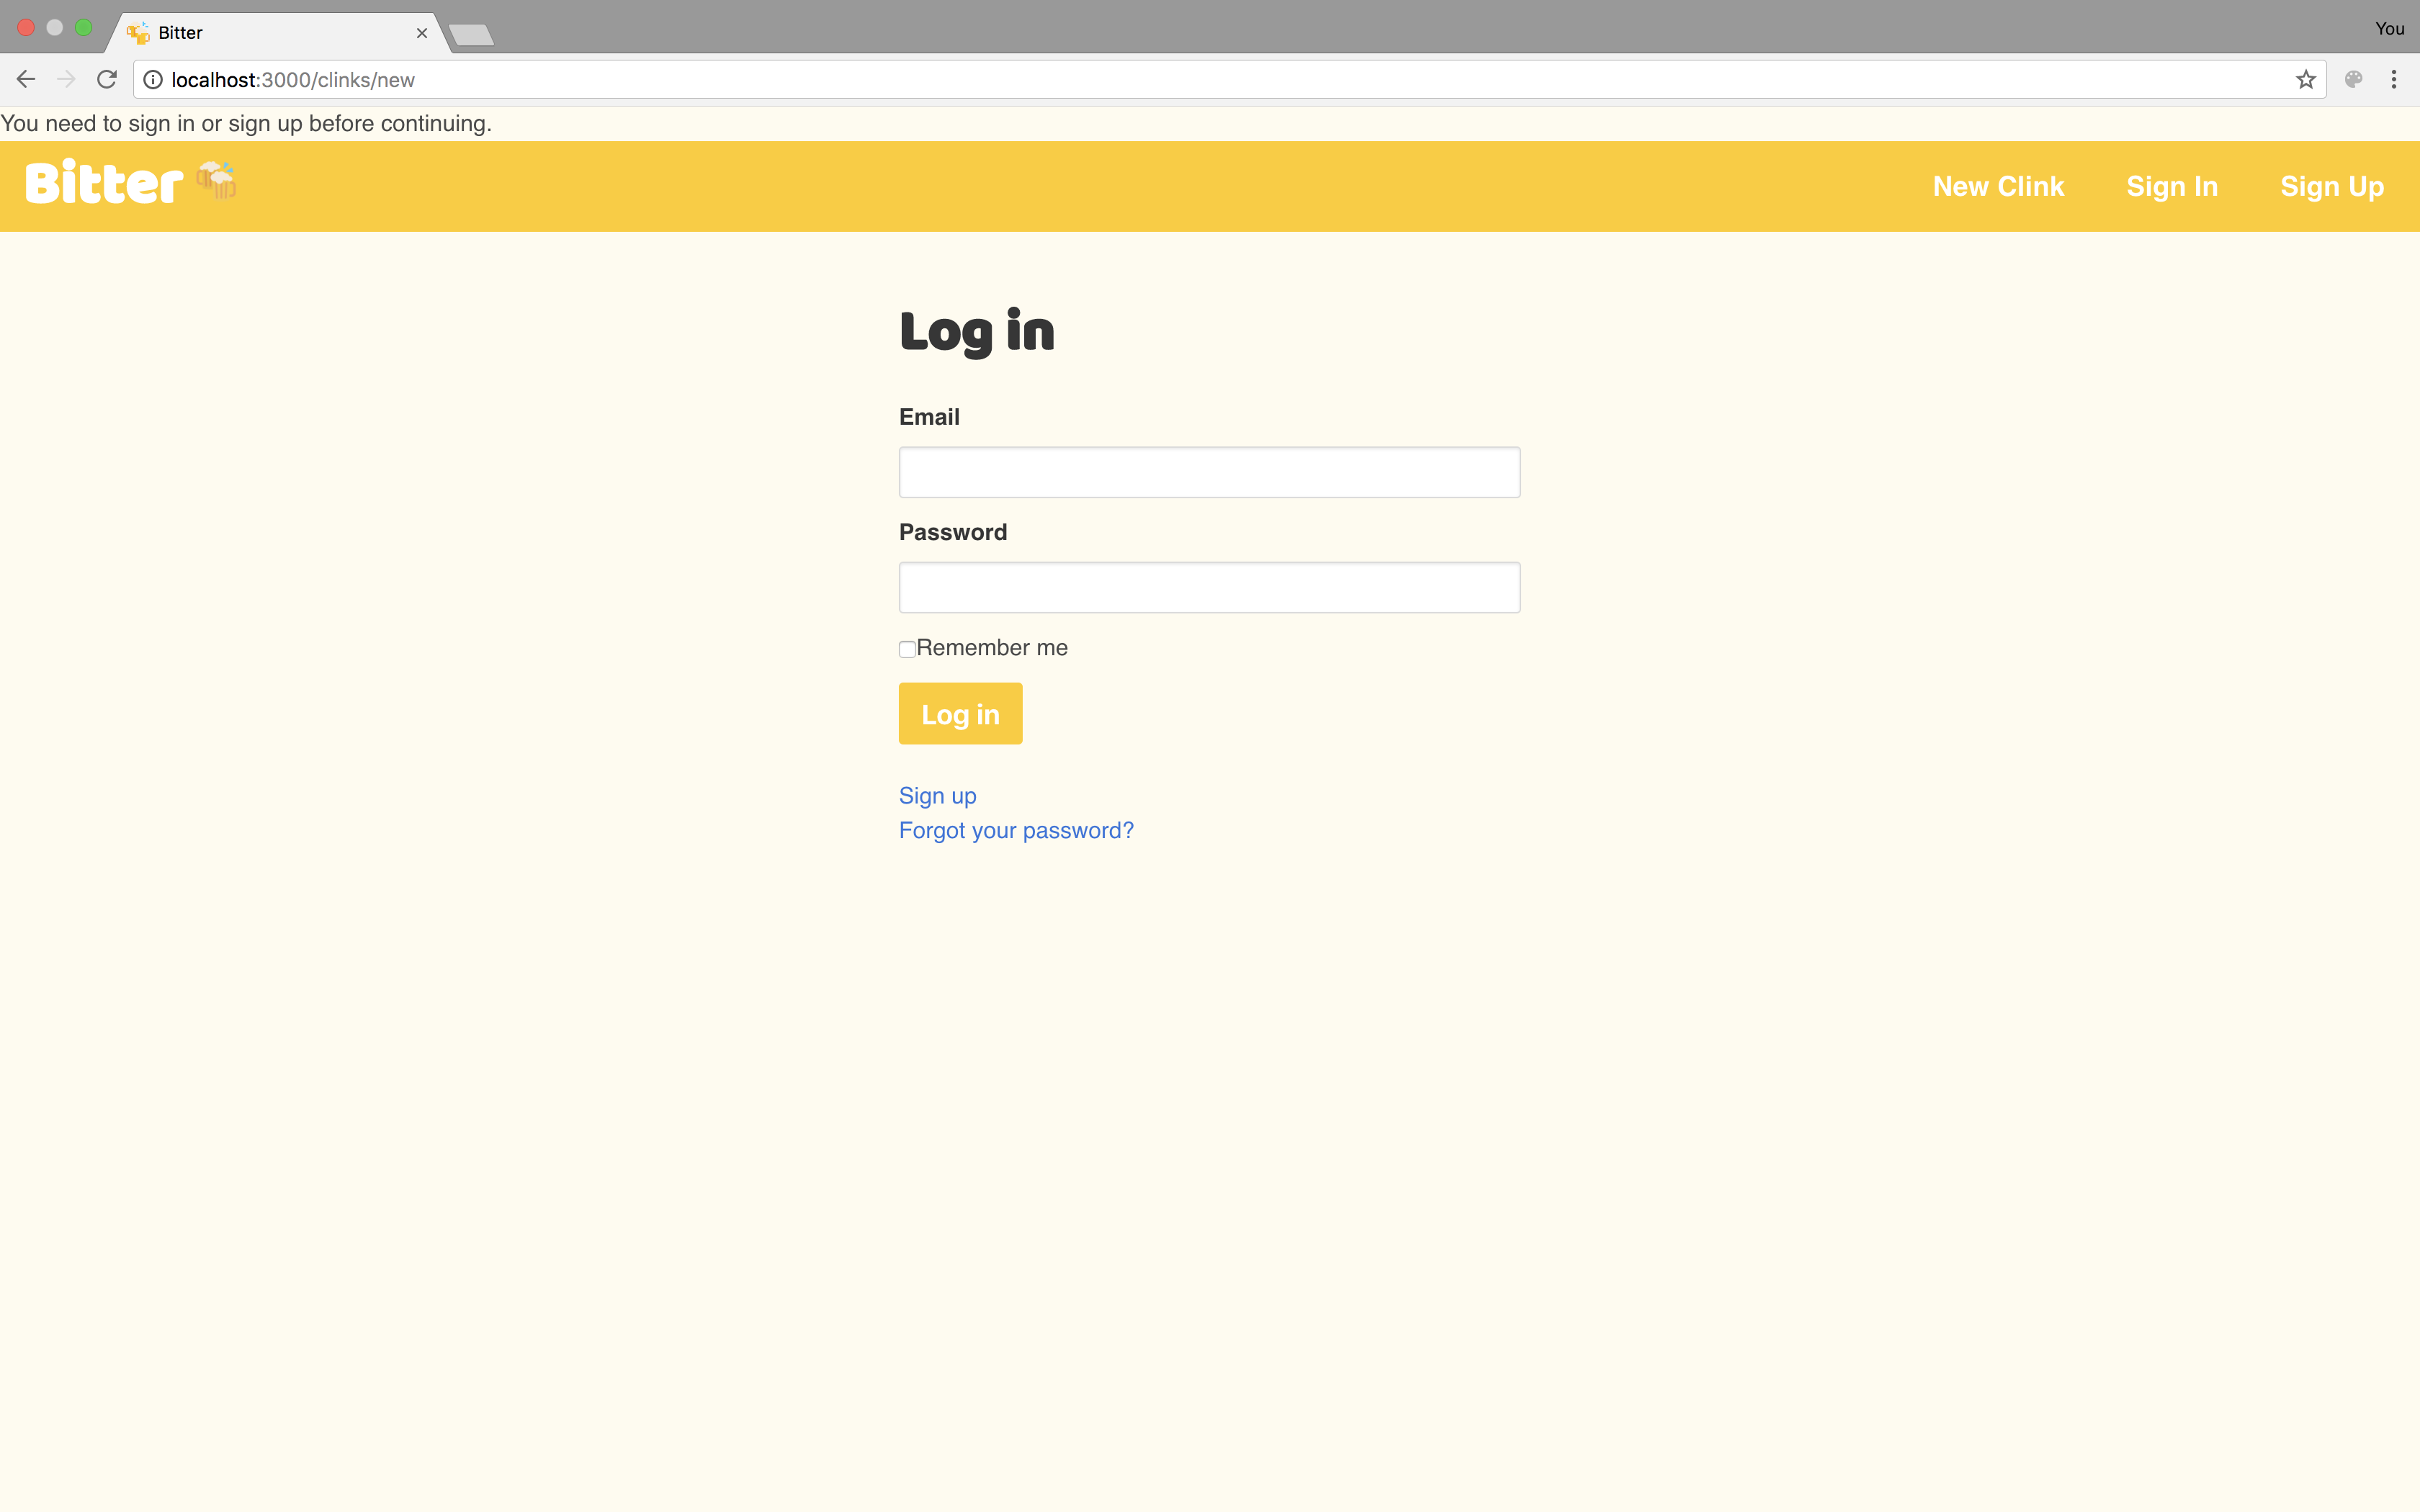 Bitter
You
localhost:3000/clinks/new
You need to sign in or sign up before continuing.
Bitter
New Clink
Sign In
Sign Up
Log in
Email
Password
Remember me
Log in
Sign up
Forgot your password?